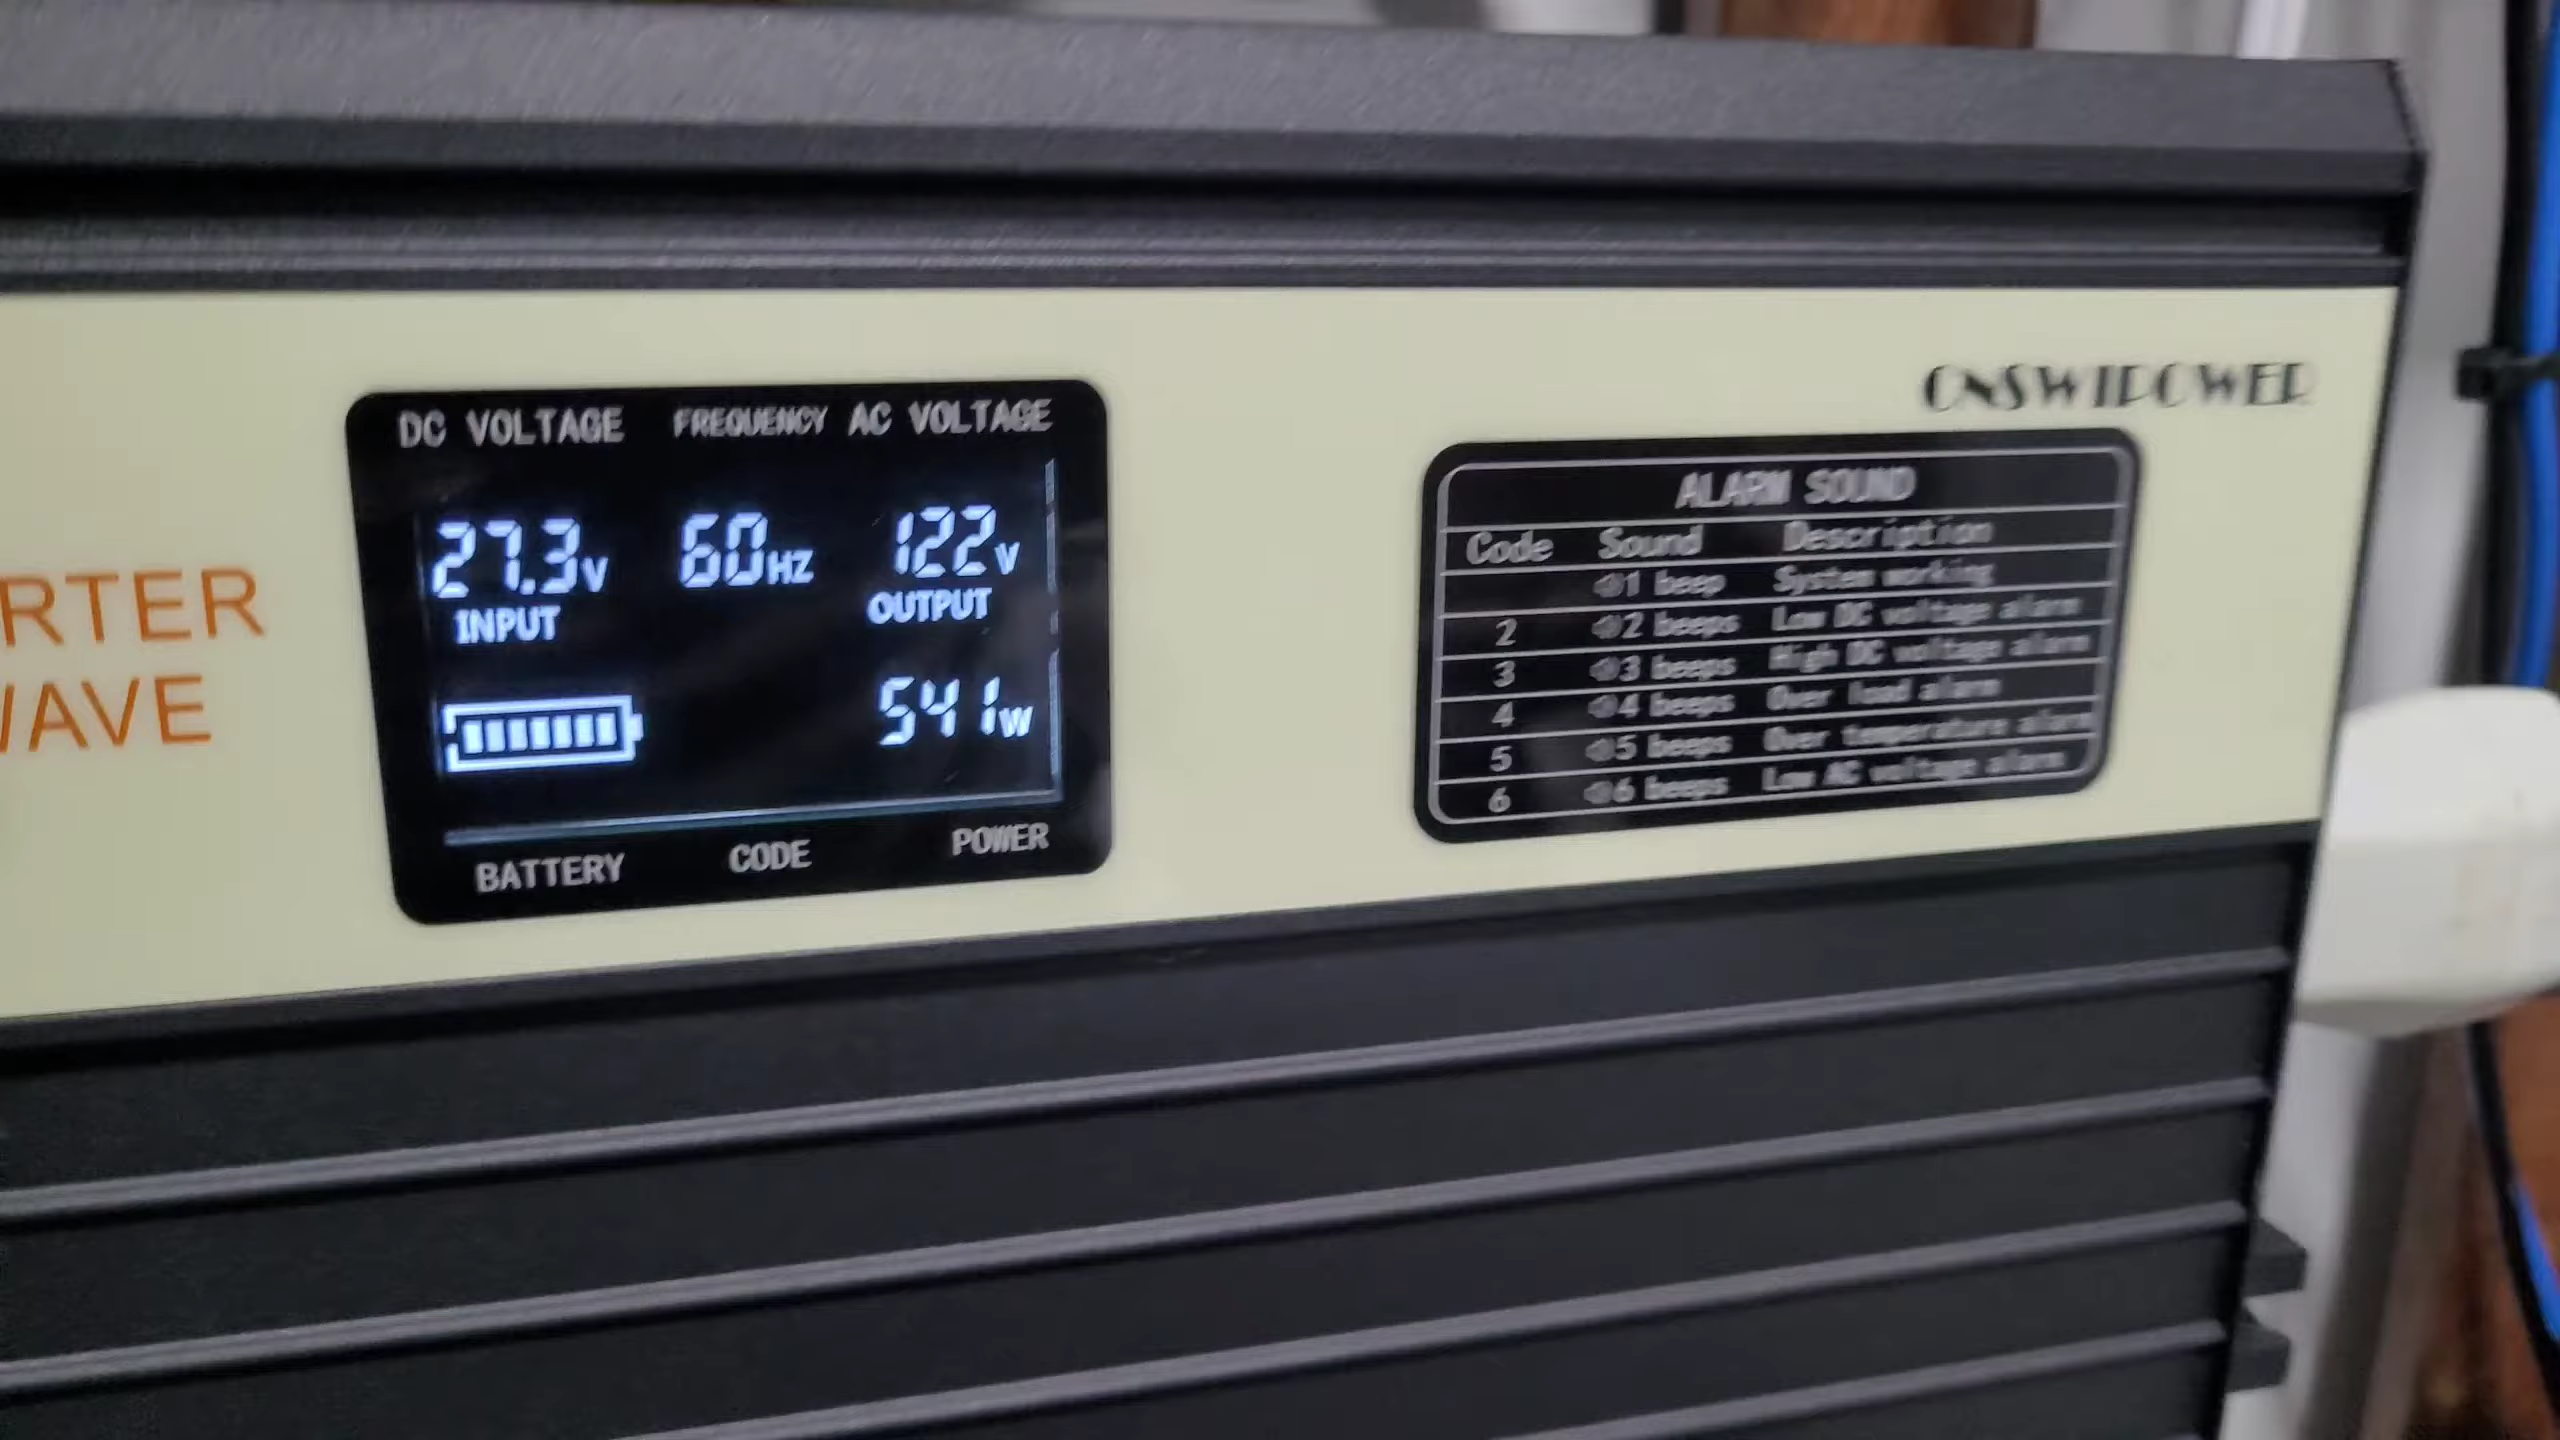 ONSWIPOWER
RTER
WAVE
DC VOLTAGE FREQUENCY AC VOLTAGE
27.3V 60HZ 122V
INPUT OUTPUT
541W
BATTERY CODE POWER
ALARM SOUND
Code Sound Description
1 beep System working
2 2 beeps Low DC voltage alarm
3 3 beeps High DC voltage alarm
4 4 beeps Over load alarm
5 5 beeps Over temperature alarm
6 6 beeps Low AC voltage alarm